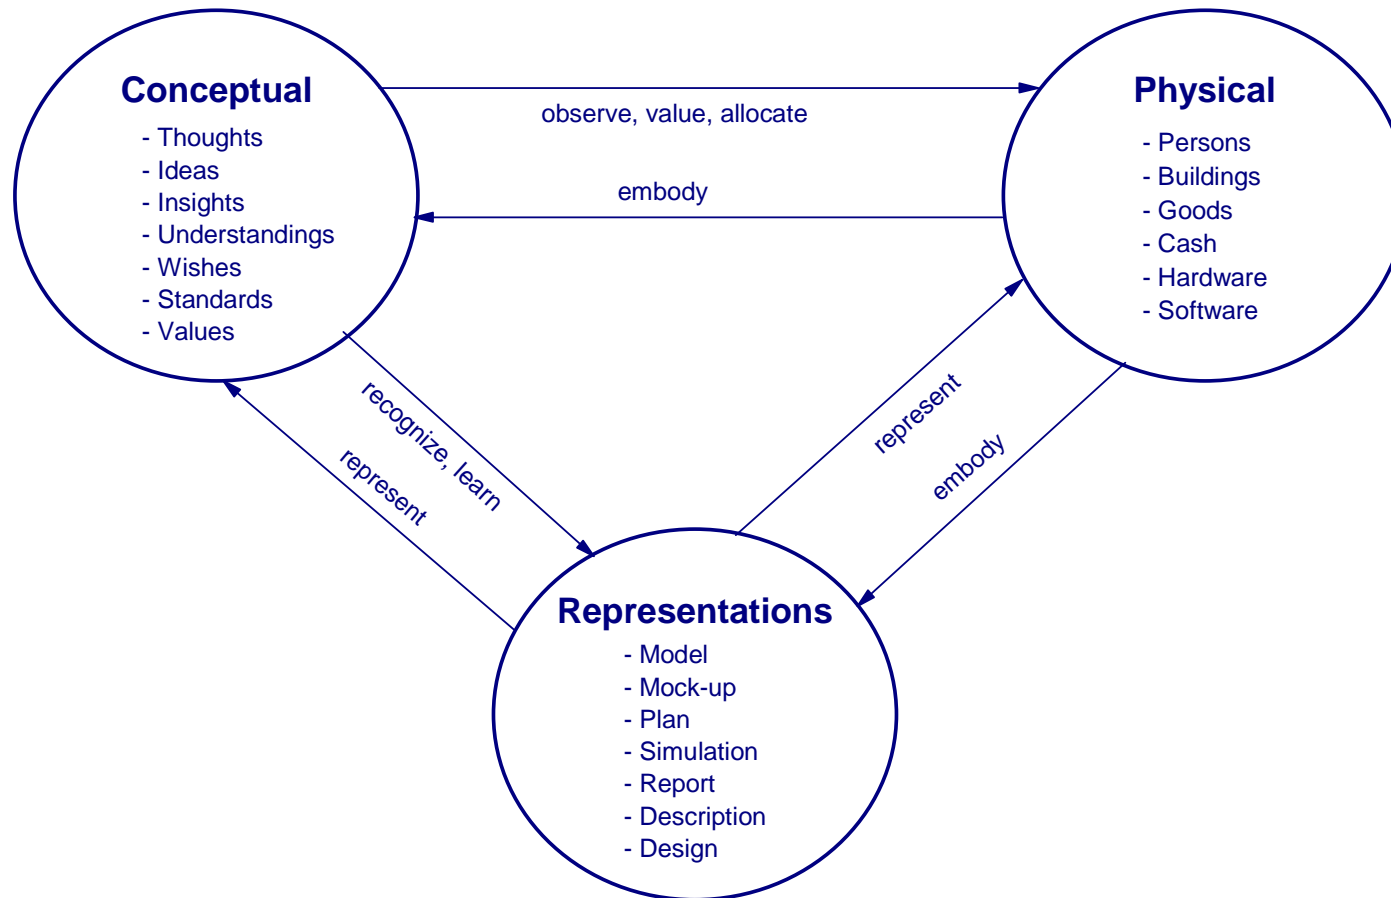 Conceptual
- Thoughts
- Ideas
- Insights
- Understandings
- Wishes
- Standards
- Values
observe, value, allocate
embody
Physical
- Persons
- Buildings
- Goods
- Cash
- Hardware
- Software
recognize, learn
represent
represent
embody
Representations
- Model
- Mock-up
- Plan
- Simulation
- Report
- Description
- Design